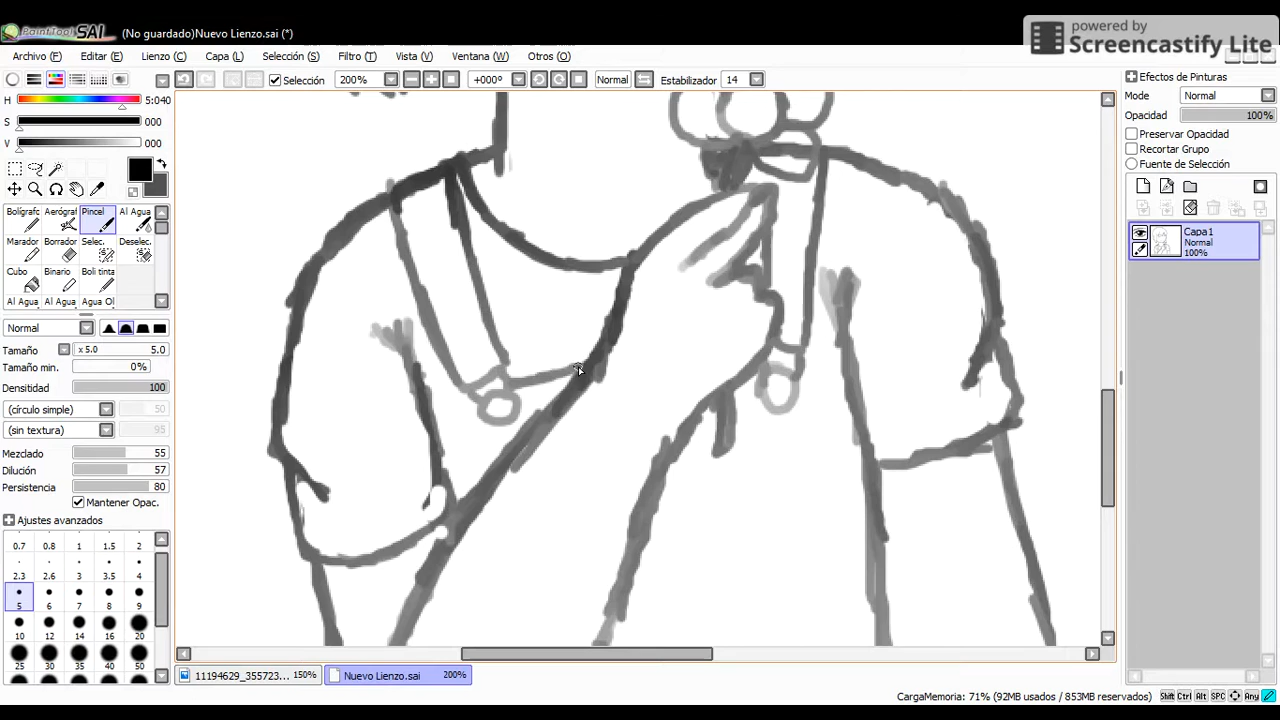 PaintTool SAI (No guardado)Nuevo Lienzo.sai (*)
powered by
Screencastify Lite
Archivo (F) Editar (E) Lienzo (C) Capa (L) Selección (S) Filtro (T) Vista (V) Ventana (W) Otros (O)
Selección 200% +000º Normal Estabilizador 14
H 5:040
S 000
V 000
Bolígrafc Aerógraf Pincel Al Agua
Marador Borrador Selec. Deselec.
Cubo Binario Boli tinta
Al Agua Al Agua Agua Ol
Normal
Tamaño x 5.0 5.0
Tamaño min. 0%
Densitidad 100
(círculo simple) 50
(sin textura) 95
Mezclado 55
Dilución 57
Persistencia 80
Mantener Opac.
Ajustes avanzados
0.7 0.8 1 1.5 2
2.3 2.6 3 3.5 4
5 6 7 8 9
10 12 14 16 20
25 30 35 40 50
Efectos de Pinturas
Mode Normal
Opacidad 100%
Preservar Opacidad
Recortar Grupo
Fuente de Selección
Capa1
Normal
100%
11194629_355723... 150% Nuevo Lienzo.sai 200%
CargaMemoria: 71% (92MB usados / 853MB reservados) Shift Ctrl Alt SPC Any